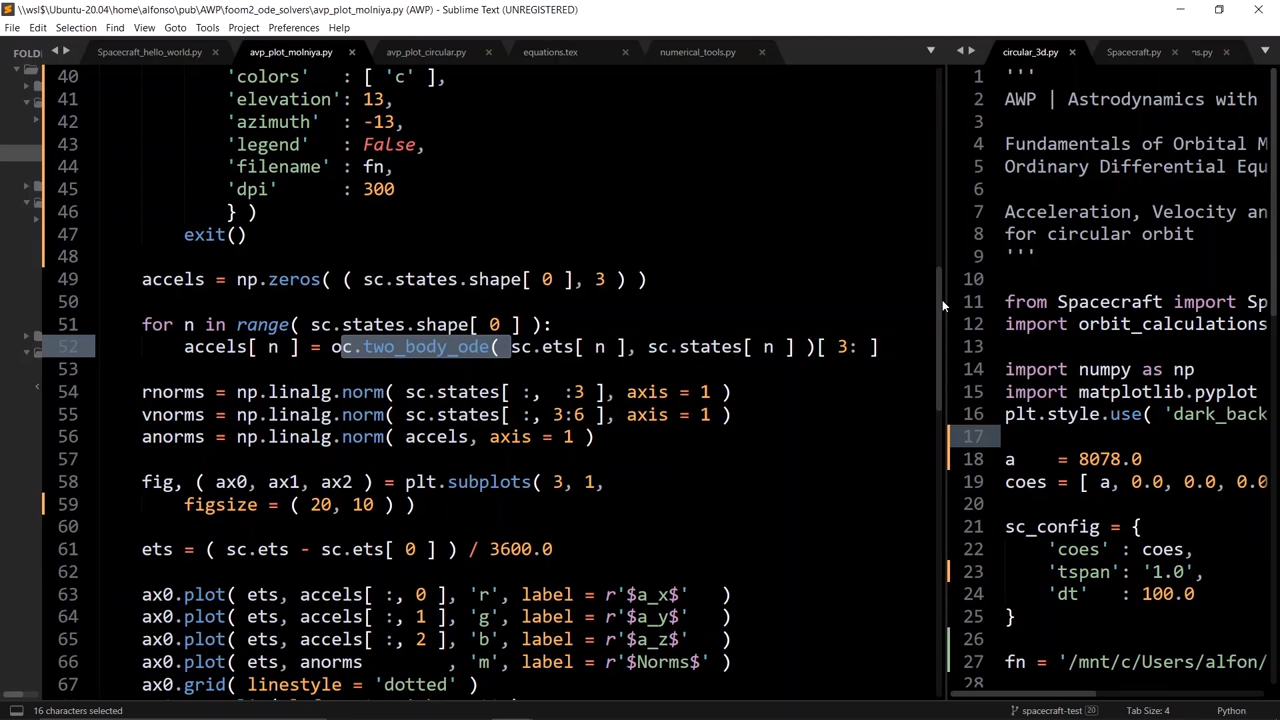 \\wsl$\Ubuntu-20.04\home\alfonso\pub\AWP\foom2_ode_solvers\avp_plot_molniya.py (AWP) - Sublime Text (UNREGISTERED)
File Edit Selection Find View Goto Tools Project Preferences Help
FOLD Spacecraft_hello_world.py × avp_plot_molniya.py × avp_plot_circular.py × equations.tex × numerical_tools.py × circular_3d.py × Spacecraft.py × ns.py ×
40 'colors' : [ 'c' ],
41 'elevation': 13,
42 'azimuth' : -13,
43 'legend' : False,
44 'filename' : fn,
45 'dpi' : 300
46 } )
47 exit()
48
49 accels = np.zeros( ( sc.states.shape[ 0 ], 3 ) )
50
51 for n in range( sc.states.shape[ 0 ] ):
52 accels[ n ] = oc.two_body_ode( sc.ets[ n ], sc.states[ n ] )[ 3: ]
53
54 rnorms = np.linalg.norm( sc.states[ :, :3 ], axis = 1 )
55 vnorms = np.linalg.norm( sc.states[ :, 3:6 ], axis = 1 )
56 anorms = np.linalg.norm( accels, axis = 1 )
57
58 fig, ( ax0, ax1, ax2 ) = plt.subplots( 3, 1,
59 figsize = ( 20, 10 ) )
60
61 ets = ( sc.ets - sc.ets[ 0 ] ) / 3600.0
62
63 ax0.plot( ets, accels[ :, 0 ], 'r', label = r'$a_x$' )
64 ax0.plot( ets, accels[ :, 1 ], 'g', label = r'$a_y$' )
65 ax0.plot( ets, accels[ :, 2 ], 'b', label = r'$a_z$' )
66 ax0.plot( ets, anorms , 'm', label = r'$Norms$' )
67 ax0.grid( linestyle = 'dotted' )
1 '''
2 AWP | Astrodynamics with
3
4 Fundamentals of Orbital M
5 Ordinary Differential Equ
6
7 Acceleration, Velocity an
8 for circular orbit
9 '''
10
11 from Spacecraft import Sp
12 import orbit_calculations
13
14 import numpy as np
15 import matplotlib.pyplot
16 plt.style.use( 'dark_back
17
18 a = 8078.0
19 coes = [ a, 0.0, 0.0, 0.0
20
21 sc_config = {
22 'coes' : coes,
23 'tspan': '1.0',
24 'dt' : 100.0
25 }
26
27 fn = '/mnt/c/Users/alfon/
28
16 characters selected spacecraft-test 20 Tab Size: 4 Python